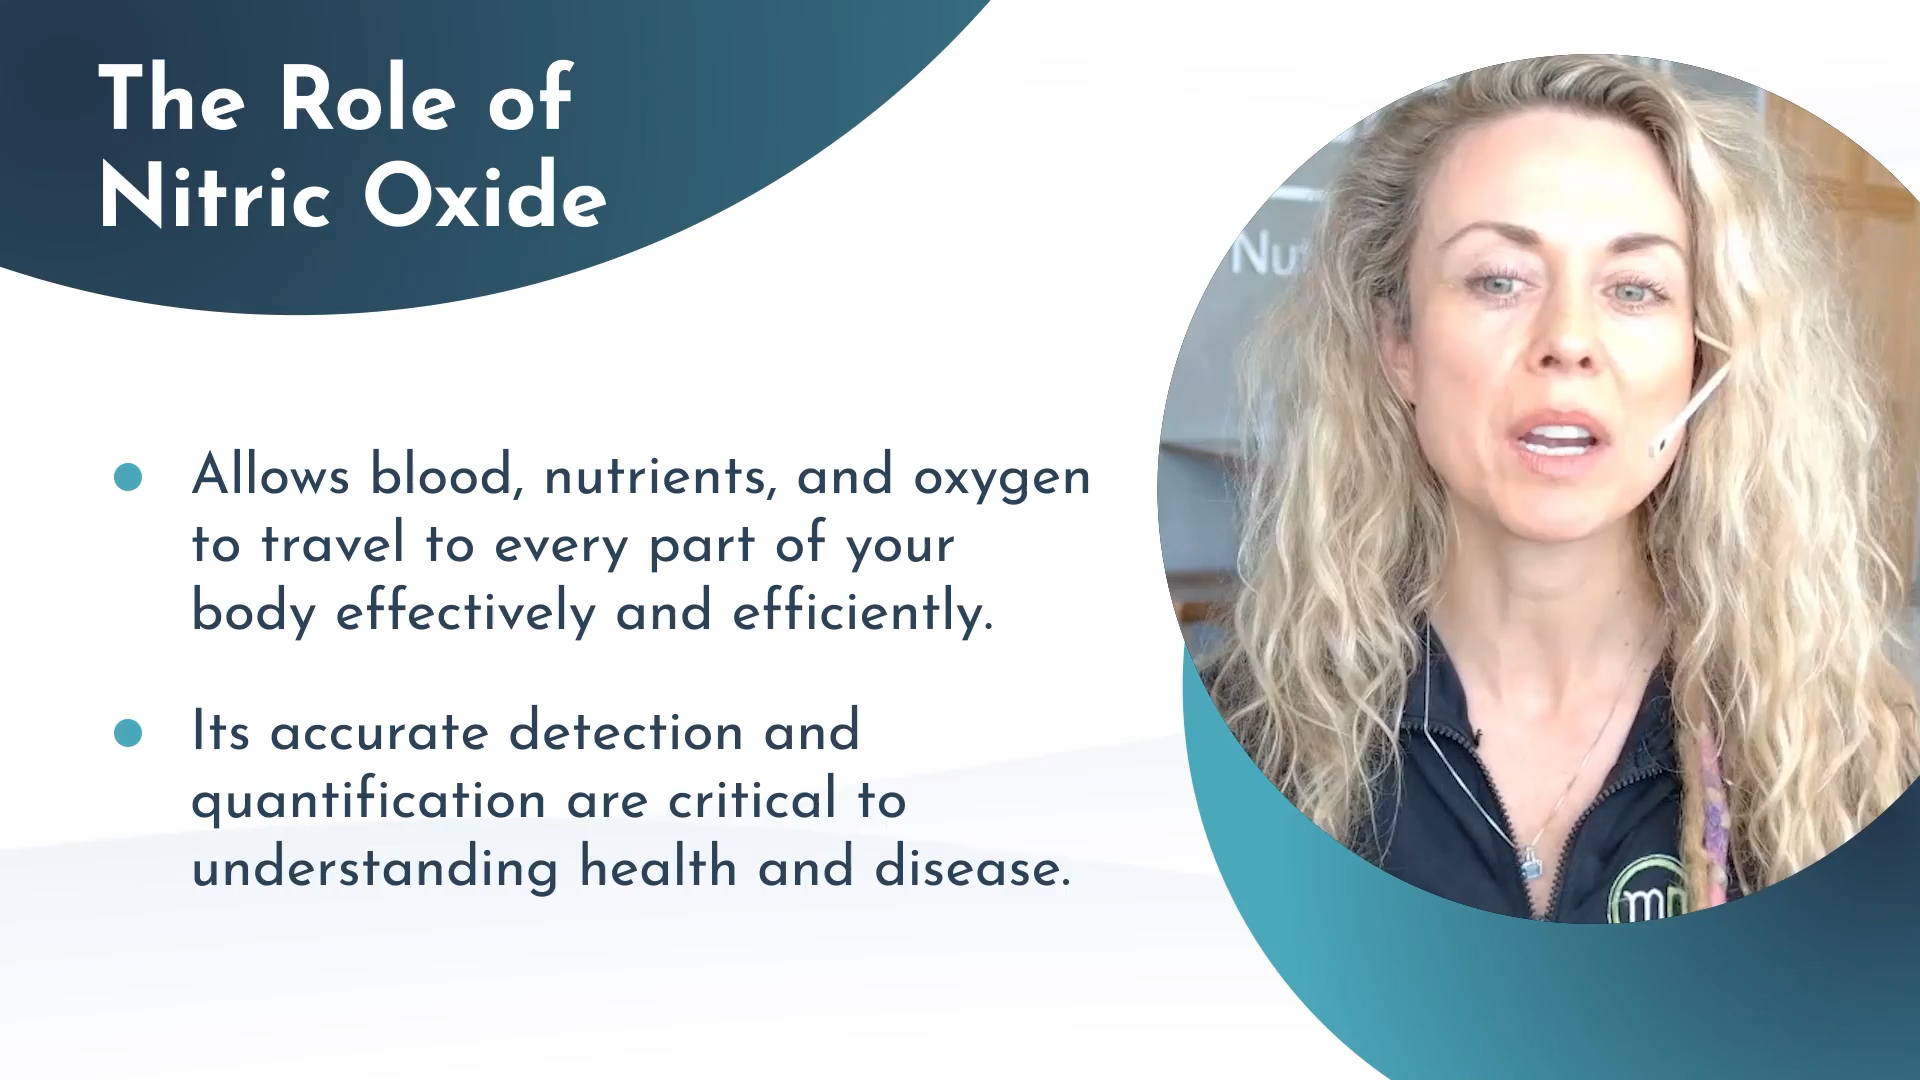 The Role of
Nitric Oxide
Allows blood, nutrients, and oxygen
to travel to every part of your
body effectively and efficiently.
Its accurate detection and
quantification are critical to
understanding health and disease.